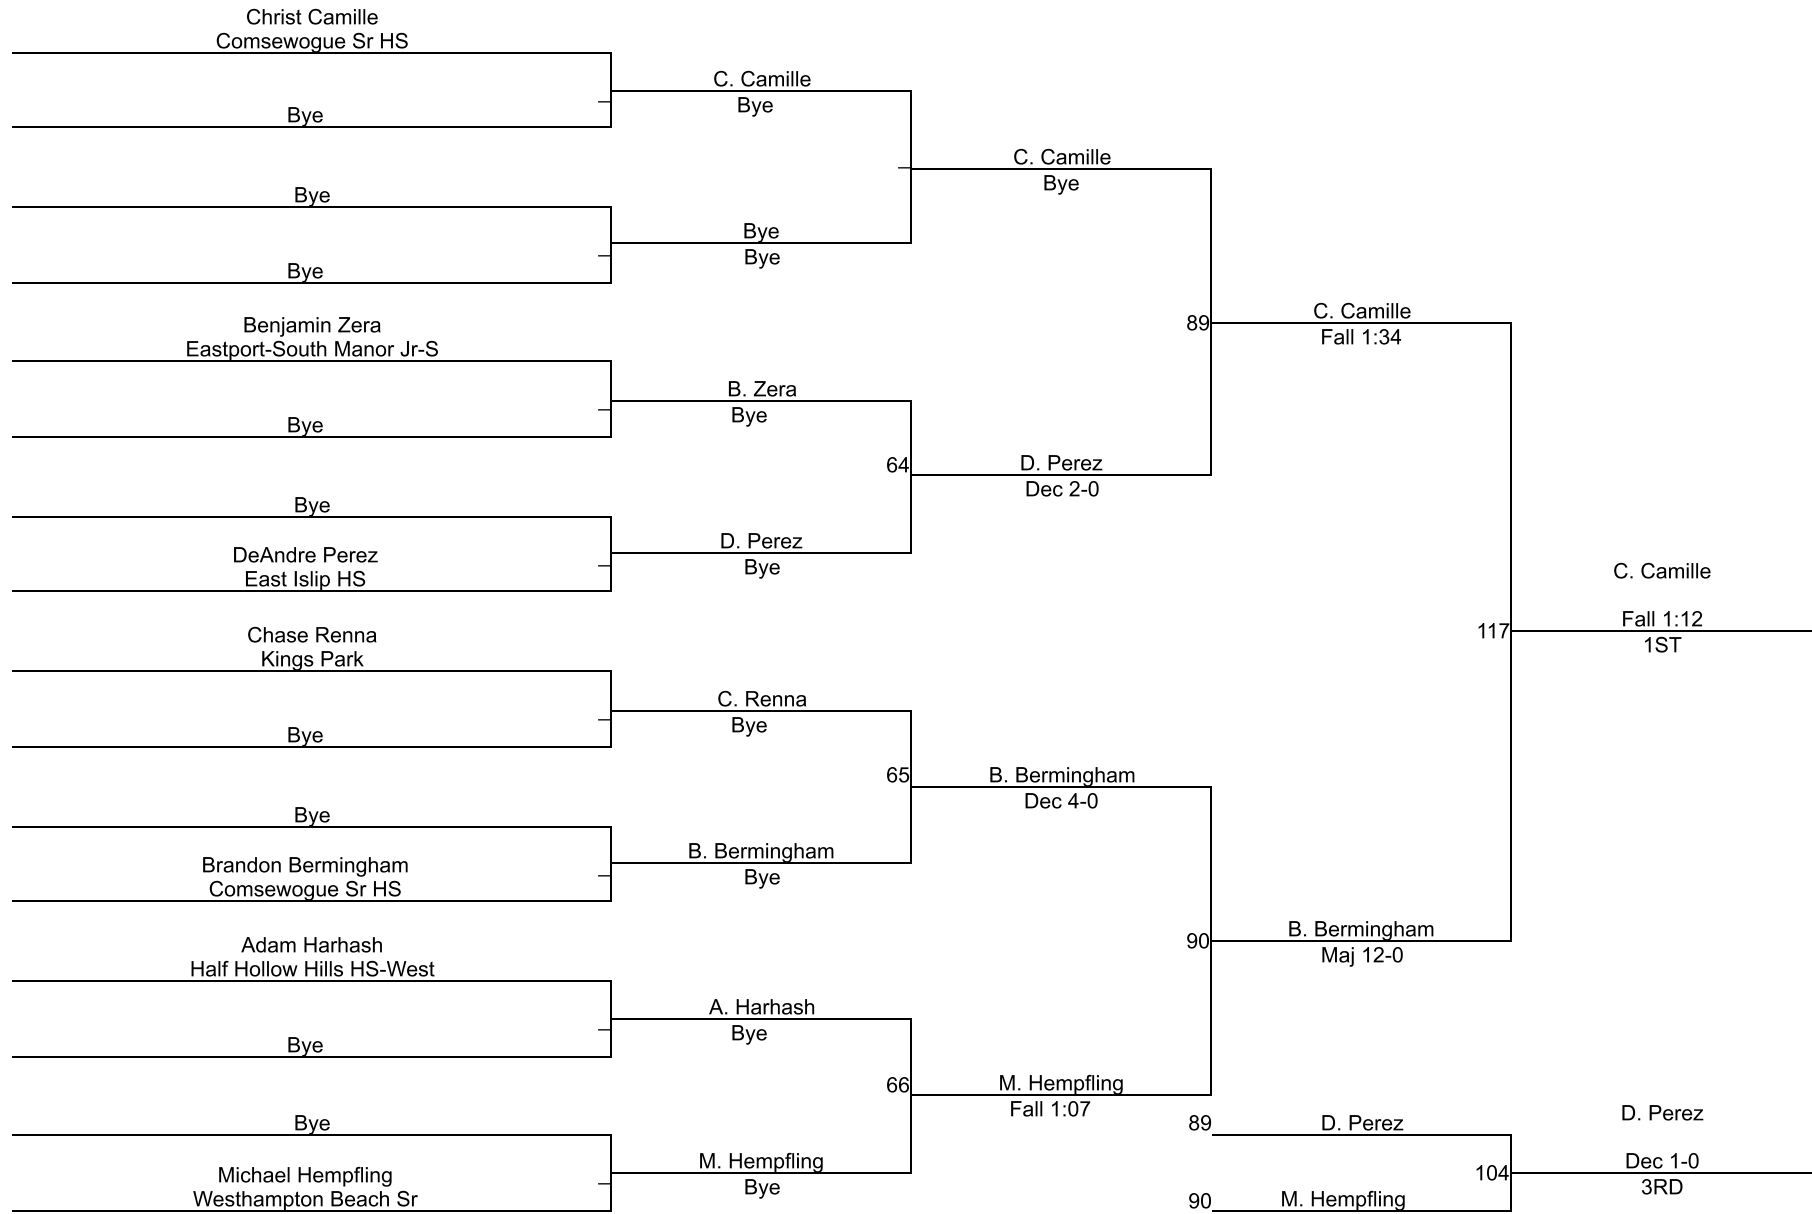 Christ Camille
Comsewogue Sr HS
Bye
C. Camille
Bye
Bye
Bye
Bye
Bye
C. Camille
Bye
Benjamin Zera
Eastport-South Manor Jr-S
Bye
B. Zera
Bye
Bye
DeAndre Perez
East Islip HS
D. Perez
Bye
64
D. Perez
Dec 2-0
89
C. Camille
Fall 1:34
Chase Renna
Kings Park
Bye
C. Renna
Bye
Bye
Brandon Bermingham
Comsewogue Sr HS
B. Bermingham
Bye
65
B. Bermingham
Dec 4-0
Adam Harhash
Half Hollow Hills HS-West
Bye
A. Harhash
Bye
Bye
Michael Hempfling
Westhampton Beach Sr
M. Hempfling
Bye
66
M. Hempfling
Fall 1:07
90
B. Bermingham
Maj 12-0
117
C. Camille
Fall 1:12
1ST
89
D. Perez
90
M. Hempfling
104
D. Perez
Dec 1-0
3RD